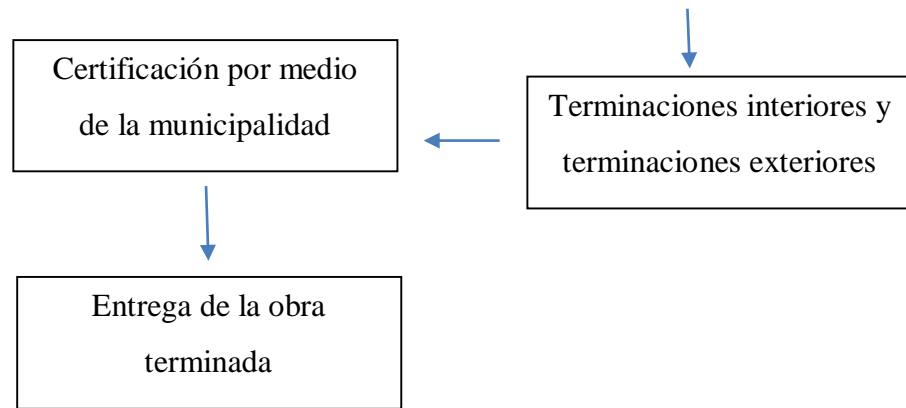 Certificación por medio
de la municipalidad
Terminaciones interiores y
terminaciones exteriores
Entrega de la obra
terminada